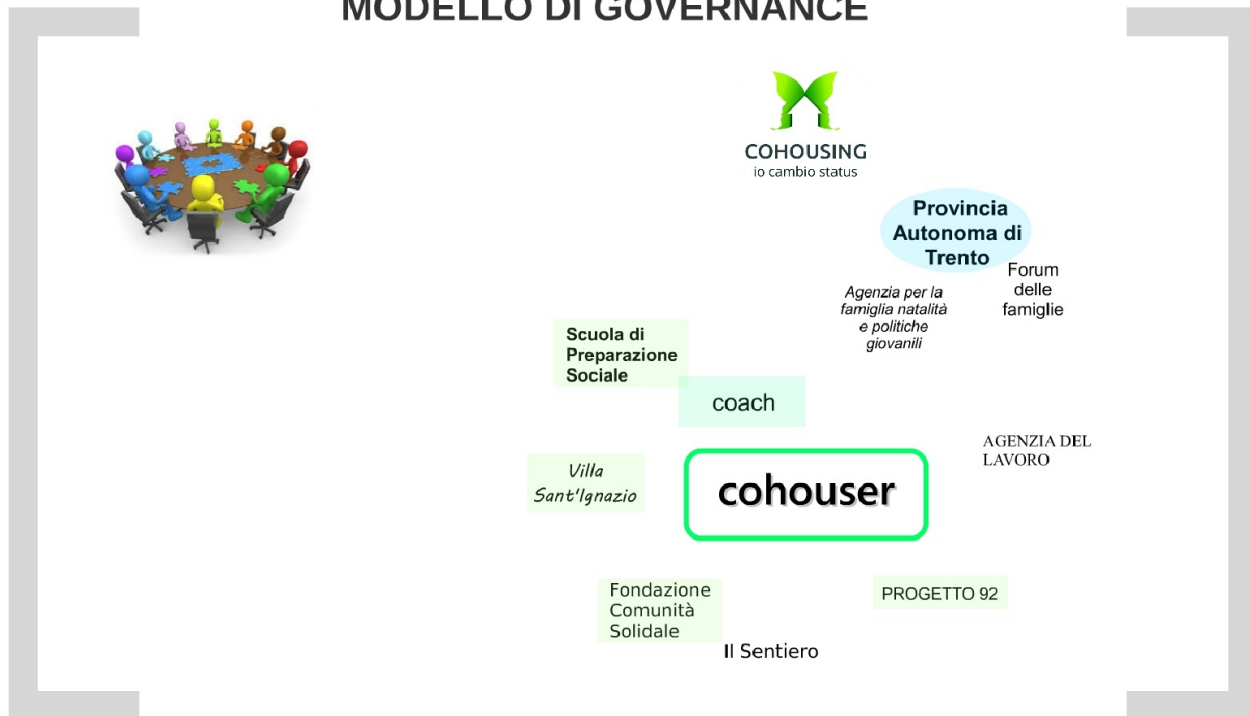 MODELLO DI GOVERNANCE
COHOUSING
io cambio status
Provincia
Autonoma di
Trento
Forum
delle
famiglie
Agenzia per la
famiglia natalità
e politiche
giovanili
Scuola di
Preparazione
Sociale
coach
AGENZIA DEL
LAVORO
Villa
Sant'Ignazio
cohouser
Fondazione
Comunità
Solidale
PROGETTO 92
Il Sentiero